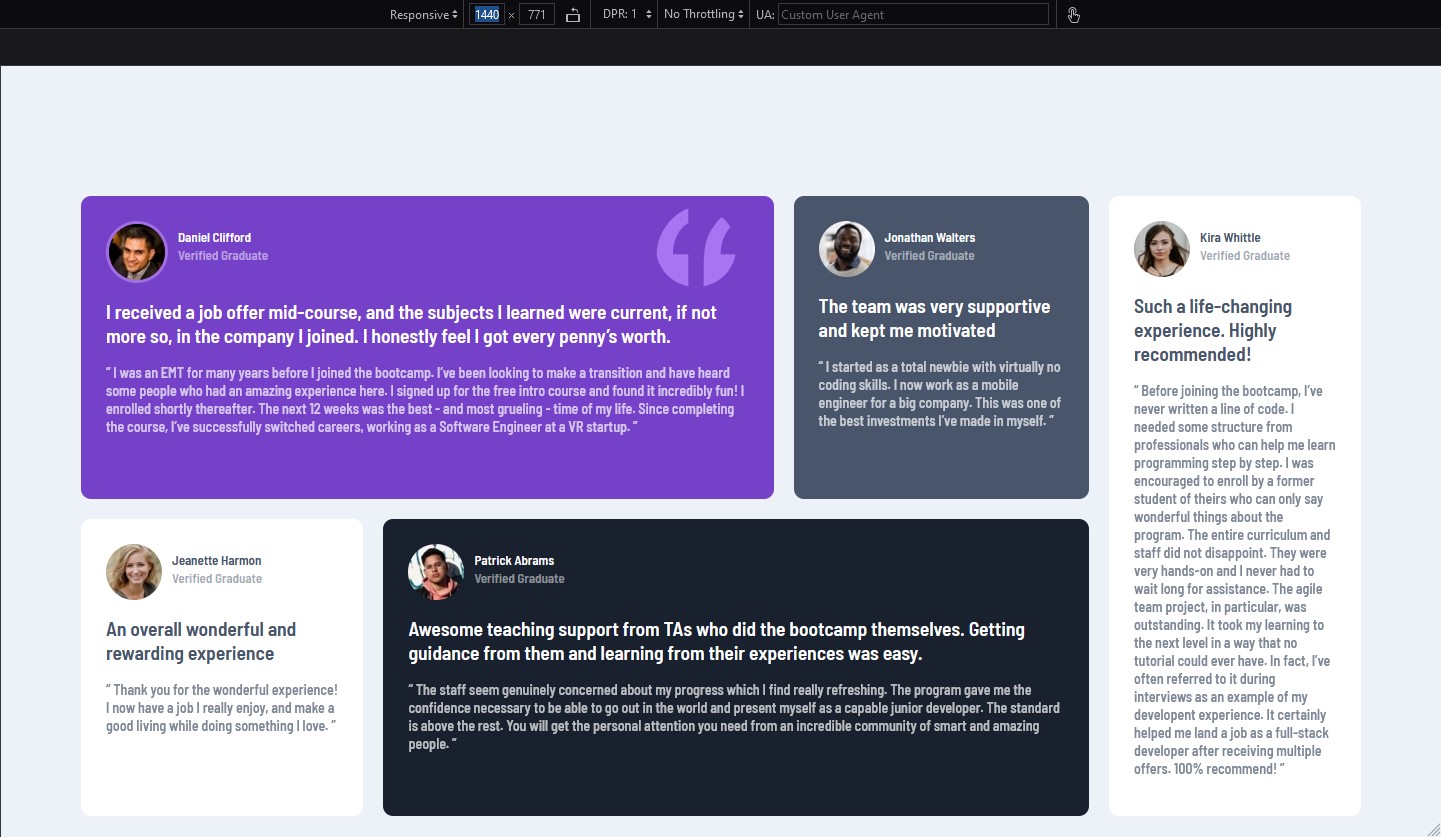 Responsive 1440 × 771 DPR: 1 No Throttling UA: Custom User Agent
Daniel Clifford
Verified Graduate
I received a job offer mid-course, and the subjects I learned were current, if not
more so, in the company I joined. I honestly feel I got every penny’s worth.
“ I was an EMT for many years before I joined the bootcamp. I’ve been looking to make a transition and have heard
some people who had an amazing experience here. I signed up for the free intro course and found it incredibly fun! I
enrolled shortly thereafter. The next 12 weeks was the best - and most grueling - time of my life. Since completing
the course, I’ve successfully switched careers, working as a Software Engineer at a VR startup. ”
Jonathan Walters
Verified Graduate
The team was very supportive
and kept me motivated
“ I started as a total newbie with virtually no
coding skills. I now work as a mobile
engineer for a big company. This was one of
the best investments I’ve made in myself. ”
Kira Whittle
Verified Graduate
Such a life-changing
experience. Highly
recommended!
“ Before joining the bootcamp, I’ve
never written a line of code. I
needed some structure from
professionals who can help me learn
programming step by step. I was
encouraged to enroll by a former
student of theirs who can only say
wonderful things about the
program. The entire curriculum and
staff did not disappoint. They were
very hands-on and I never had to
wait long for assistance. The agile
team project, in particular, was
outstanding. It took my learning to
the next level in a way that no
tutorial could ever have. In fact, I’ve
often referred to it during
interviews as an example of my
developent experience. It certainly
helped me land a job as a full-stack
developer after receiving multiple
offers. 100% recommend! ”
Jeanette Harmon
Verified Graduate
An overall wonderful and
rewarding experience
“ Thank you for the wonderful experience!
I now have a job I really enjoy, and make a
good living while doing something I love. ”
Patrick Abrams
Verified Graduate
Awesome teaching support from TAs who did the bootcamp themselves. Getting
guidance from them and learning from their experiences was easy.
“ The staff seem genuinely concerned about my progress which I find really refreshing. The program gave me the
confidence necessary to be able to go out in the world and present myself as a capable junior developer. The standard
is above the rest. You will get the personal attention you need from an incredible community of smart and amazing
people. ”